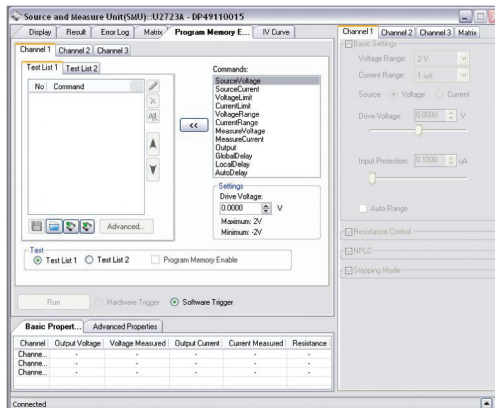 Source and Measure Unit(SMU)::U2723A - DP49110015
Display Result Error Log Matrix Program Memory E... IV Curve
Channel 1 Channel 2 Channel 3
Test List 1 Test List 2
No Command
Commands:
SourceVoltage
SourceCurrent
VoltageLimit
CurrentLimit
VoltageRange
CurrentRange
MeasureVoltage
MeasureCurrent
Output
GlobalDelay
LocalDelay
AutoDelay
<<
Settings
Drive Voltage:
0.0000 V
Maximum: 2V
Minimum: -2V
Advanced...
Test
Test List 1 Test List 2 Program Memory Enable
Run Hardware Trigger Software Trigger
Basic Propert... Advanced Properties
Channel Output Voltage Voltage Measured Output Current Current Measured Resistance
Channe... - - - - -
Channe... - - - - -
Channe... - - - - -
Connected
Channel 1 Channel 2 Channel 3 Matrix
Basic Settings
Voltage Range: 2 V
Current Range: 1 uA
Source Voltage Current
Drive Voltage: 0.0000 V
Input Protection: 0.1000 uA
Auto Range
Resistance Control
NPLC
Stepping Mode